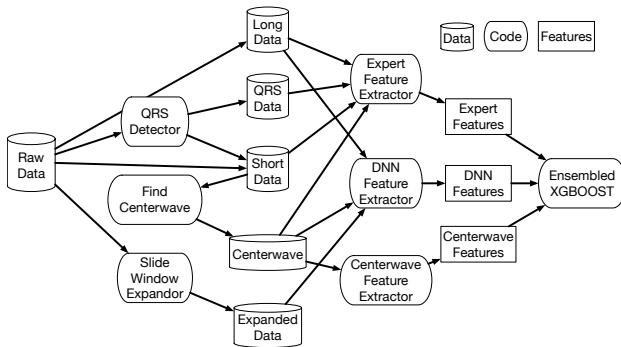 Long
Data
Data
Code
Features
Expert
Feature
Extractor
QRS
Data
QRS
Detector
Expert
Features
Raw
Data
Short
Data
DNN
Feature
Extractor
DNN
Features
Ensembled
XGBOOST
Find
Centerwave
Centerwave
Centerwave
Features
Slide
Window
Expandor
Centerwave
Feature
Extractor
Expanded
Data